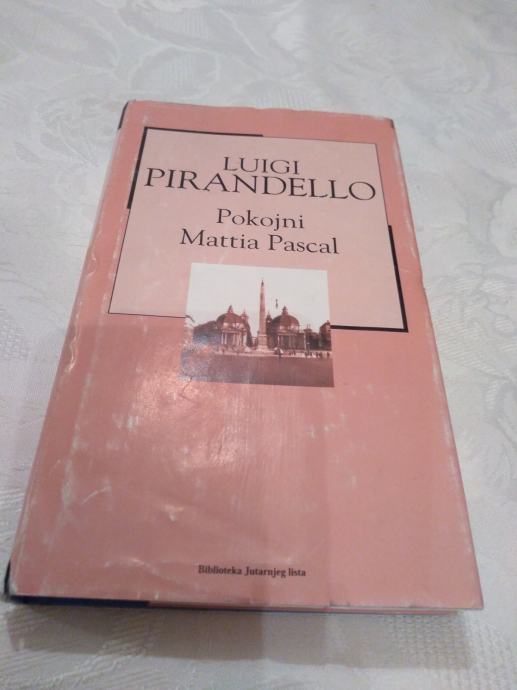 LUIGI
PIRANDELLO
Pokojni
Mattia Pascal
Biblioteka Jutarnjeg lista